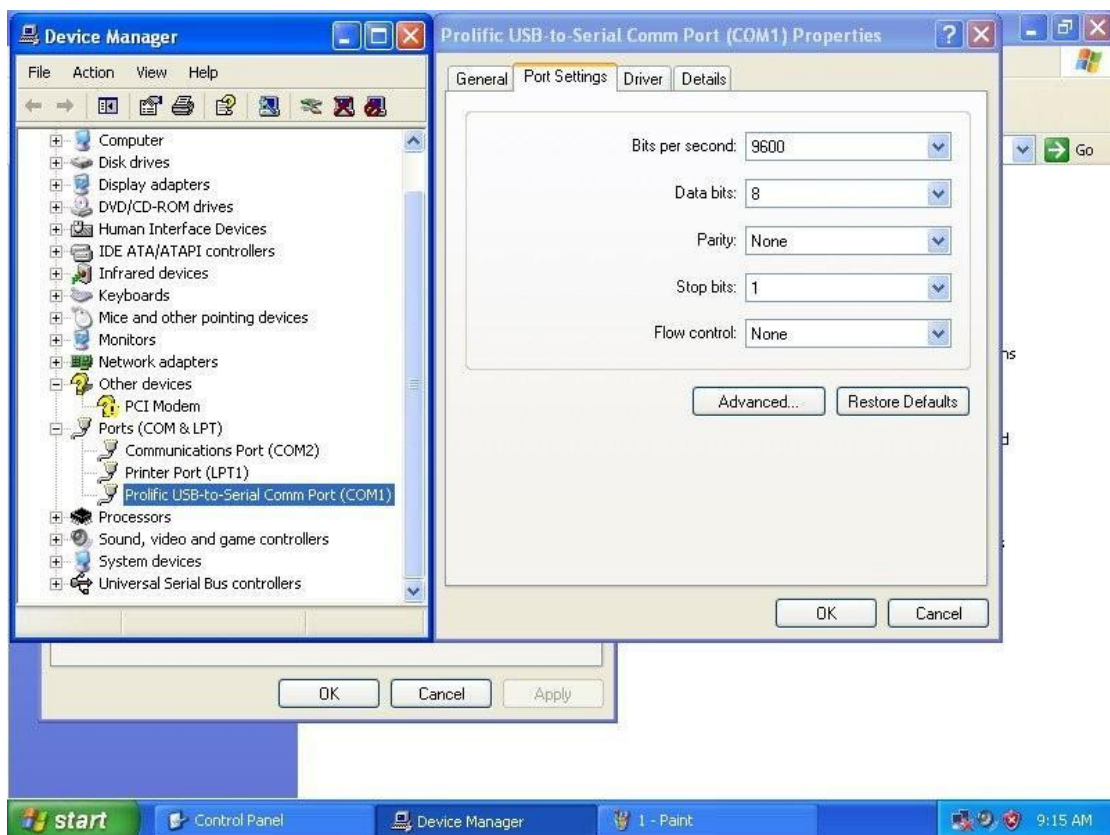 Device Manager
File Action View Help
Computer
Disk drives
Display adapters
DVD/CD-ROM drives
Human Interface Devices
IDE ATA/ATAPI controllers
Infrared devices
Keyboards
Mice and other pointing devices
Monitors
Network adapters
Other devices
PCI Modem
Ports (COM & LPT)
Communications Port (COM2)
Printer Port (LPT1)
Prolific USB-to-Serial Comm Port (COM1)
Processors
Sound, video and game controllers
System devices
Universal Serial Bus controllers
Prolific USB-to-Serial Comm Port (COM1) Properties
General Port Settings Driver Details
Bits per second: 9600
Data bits: 8
Parity: None
Stop bits: 1
Flow control: None
Advanced... Restore Defaults
OK Cancel
Go
ns
d
OK Cancel Apply
start Control Panel Device Manager 1 - Paint 9:15 AM